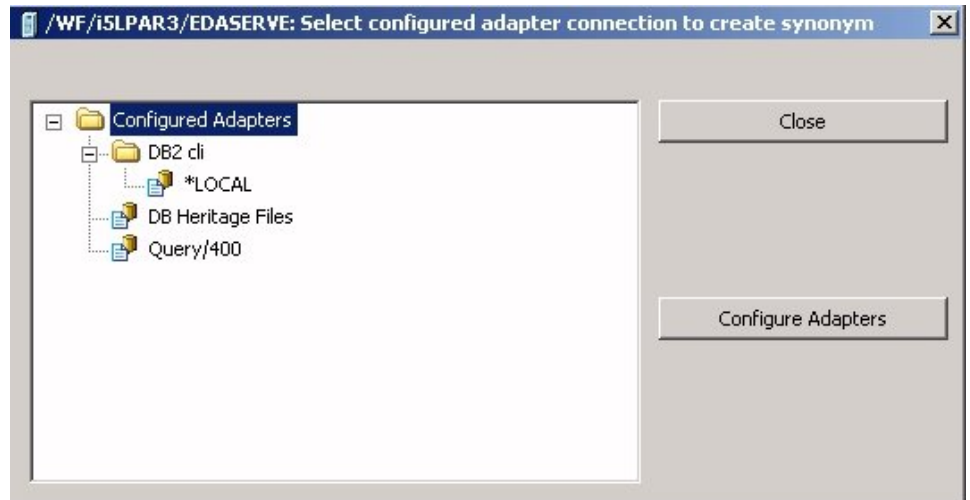 /WF/i5LPAR3/EDASERVE: Select configured adapter connection to create synonym
Configured Adapters
DB2 cli
*LOCAL
DB Heritage Files
Query/400
Close
Configure Adapters